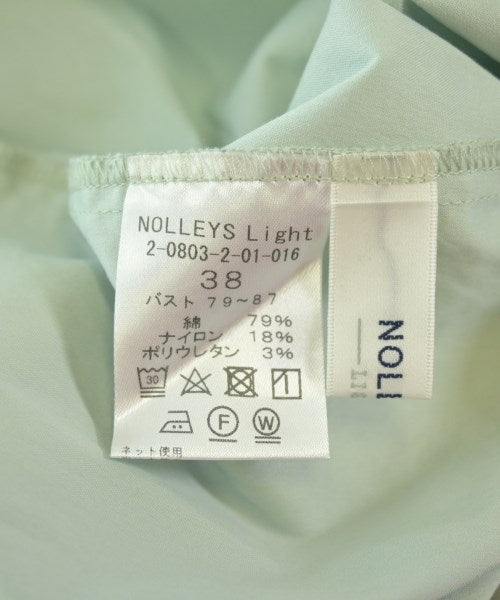 NOLLEYS Light
2-0803-2-01-016
38
バスト 79~87
綿 79%
ナイロン 18%
ポリウレタン 3%
30
F W
ネット使用
NOL